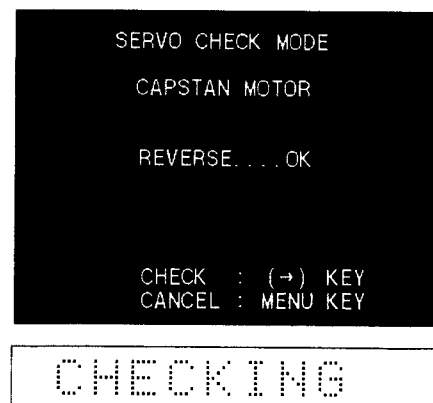 SERVO CHECK MODE
CAPSTAN MOTOR
REVERSE....OK
CHECK : (→) KEY
CANCEL : MENU KEY
CHECKING